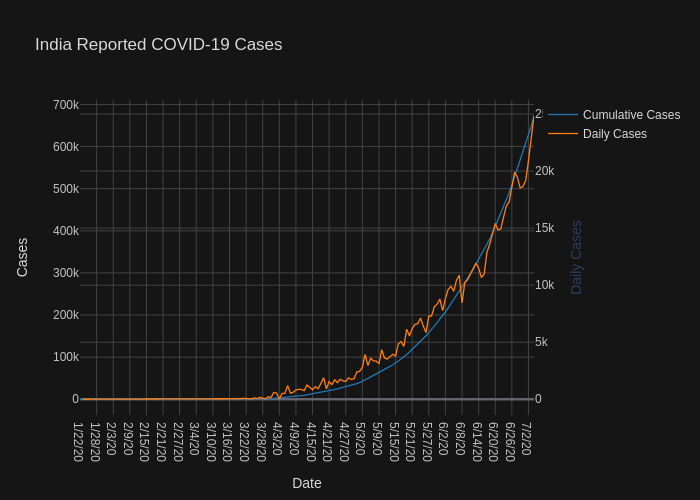 India Reported COVID-19 Cases
Cumulative Cases
Daily Cases
Cases
700k
600k
500k
400k
300k
200k
100k
0
20k
15k
10k
5k
0
Daily Cases
1/22/20
1/28/20
2/3/20
2/9/20
2/15/20
2/21/20
2/27/20
3/4/20
3/10/20
3/16/20
3/22/20
3/28/20
4/3/20
4/9/20
4/15/20
4/21/20
4/27/20
5/3/20
5/9/20
5/15/20
5/21/20
5/27/20
6/2/20
6/8/20
6/14/20
6/20/20
6/26/20
7/2/20
Date